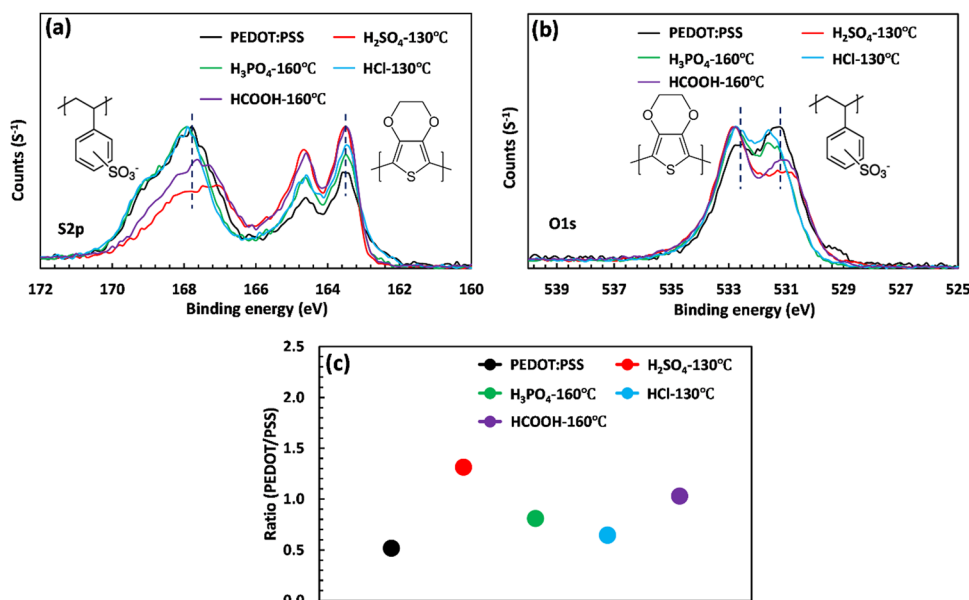 (a)
PEDOT:PSS
H₂SO₄-130℃
H₃PO₄-160℃
HCl-130℃
HCOOH-160℃
SO₃⁻
O O
S
S2p
Counts (S⁻¹)
172 170 168 166 164 162 160
Binding energy (eV)
(b)
PEDOT:PSS
H₂SO₄-130℃
H₃PO₄-160℃
HCl-130℃
HCOOH-160℃
O O
S
SO₃⁻
O1s
Counts (S⁻¹)
539 537 535 533 531 529 527 525
Binding energy (eV)
(c)
PEDOT:PSS
H₂SO₄-130℃
H₃PO₄-160℃
HCl-130℃
HCOOH-160℃
Ratio (PEDOT/PSS)
2.5
2.0
1.5
1.0
0.5
0.0